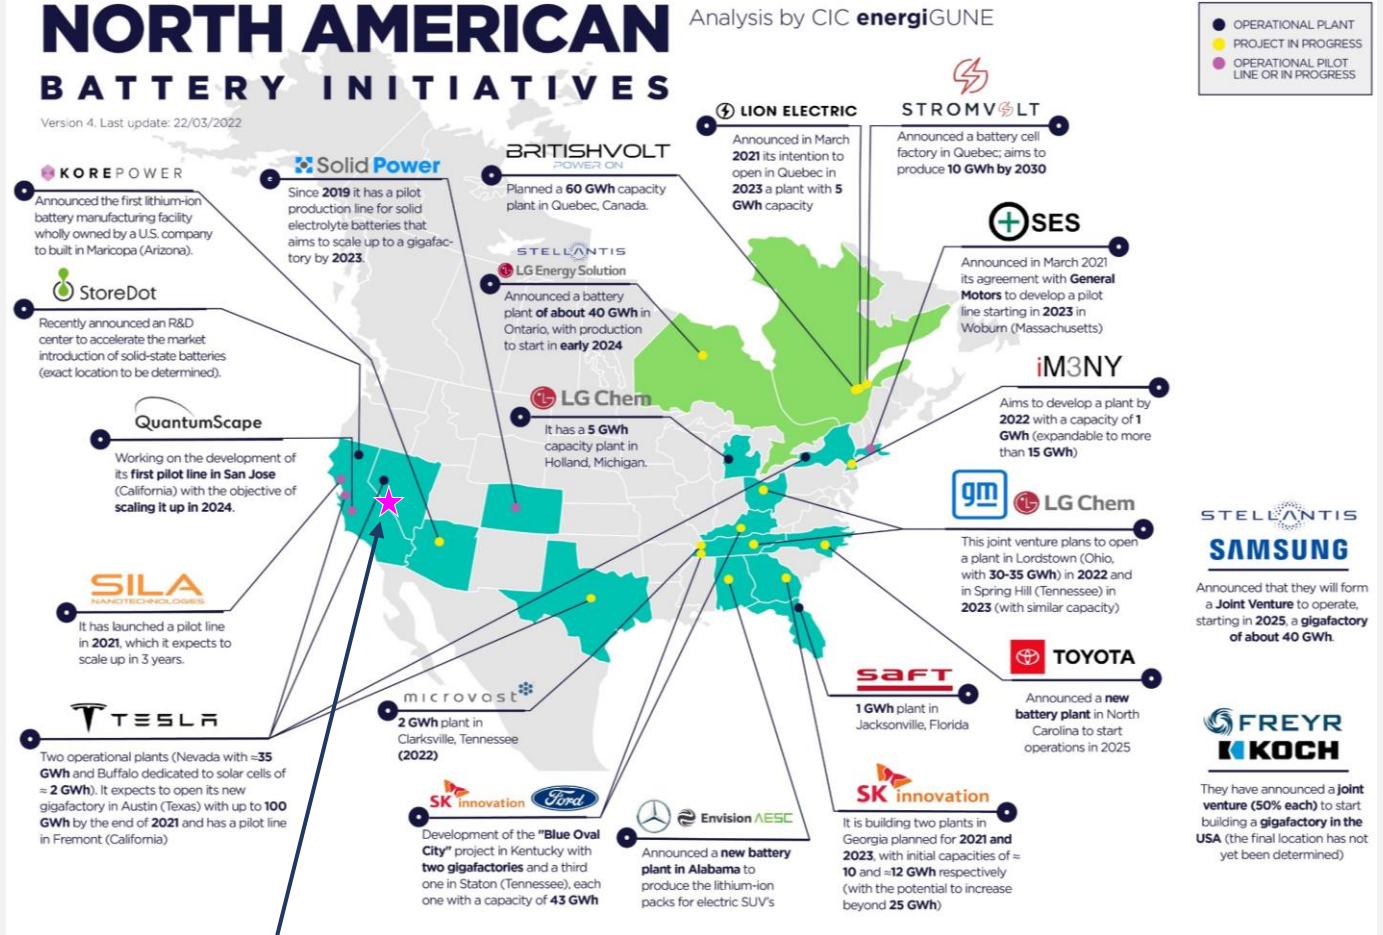 NORTH AMERICAN
BATTERY INITIATIVES
Version 4. Last update: 22/03/2022
Analysis by CIC energiGUNE
OPERATIONAL PLANT
PROJECT IN PROGRESS
OPERATIONAL PILOT
LINE OR IN PROGRESS
KOREPOWER
Announced the first lithium-ion
battery manufacturing facility
wholly owned by a U.S. company
to built in Maricopa (Arizona).
Solid Power
Since 2019 it has a pilot
production line for solid
electrolyte batteries that
aims to scale up to a gigafac-
tory by 2023.
BRITISHVOLT
POWER ON
Planned a 60 GWh capacity
plant in Quebec, Canada.
LION ELECTRIC
Announced in March
2021 its intention to
open in Quebec in
2023 a plant with 5
GWh capacity
STROMVOLT
Announced a battery cell
factory in Quebec; aims to
produce 10 GWh by 2030
SES
Announced in March 2021
its agreement with General
Motors to develop a pilot
line starting in 2023 in
Woburn (Massachusetts)
StoreDot
Recently announced an R&D
center to accelerate the market
introduction of solid-state batteries
(exact location to be determined).
STELLANTIS
LG Energy Solution
Announced a battery
plant of about 40 GWh in
Ontario, with production
to start in early 2024
iM3NY
Aims to develop a plant by
2022 with a capacity of 1
GWh (expandable to more
than 15 GWh)
QuantumScape
Working on the development of
its first pilot line in San Jose
(California) with the objective of
scaling it up in 2024.
LG Chem
It has a 5 GWh
capacity plant in
Holland, Michigan.
gm
LG Chem
This joint venture plans to open
a plant in Lordstown (Ohio,
with 30-35 GWh) in 2022 and
in Spring Hill (Tennessee) in
2023 (with similar capacity)
STELLANTIS
SAMSUNG
Announced that they will form
a Joint Venture to operate,
starting in 2025, a gigafactory
of about 40 GWh.
SILA
NANOTECHNOLOGIES
It has launched a pilot line
in 2021, which it expects to
scale up in 3 years.
TOYOTA
Announced a new
battery plant in North
Carolina to start
operations in 2025
saft
1 GWh plant in
Jacksonville, Florida
TESLA
Two operational plants (Nevada with ≈35
GWh and Buffalo dedicated to solar cells of
≈ 2 GWh). It expects to open its new
gigafactory in Austin (Texas) with up to 100
GWh by the end of 2021 and has a pilot line
in Fremont (California)
microvast
2 GWh plant in
Clarksville, Tennessee
(2022)
FREYR
KOCH
They have announced a joint
venture (50% each) to start
building a gigafactory in the
USA (the final location has not
yet been determined)
SK innovation
Ford
Development of the "Blue Oval
City" project in Kentucky with
two gigafactories and a third
one in Staton (Tennessee), each
one with a capacity of 43 GWh
Envision AESC
Announced a new battery
plant in Alabama to
produce the lithium-ion
packs for electric SUV's
SK innovation
It is building two plants in
Georgia planned for 2021 and
2023, with initial capacities of ≈
10 and ≈12 GWh respectively
(with the potential to increase
beyond 25 GWh)